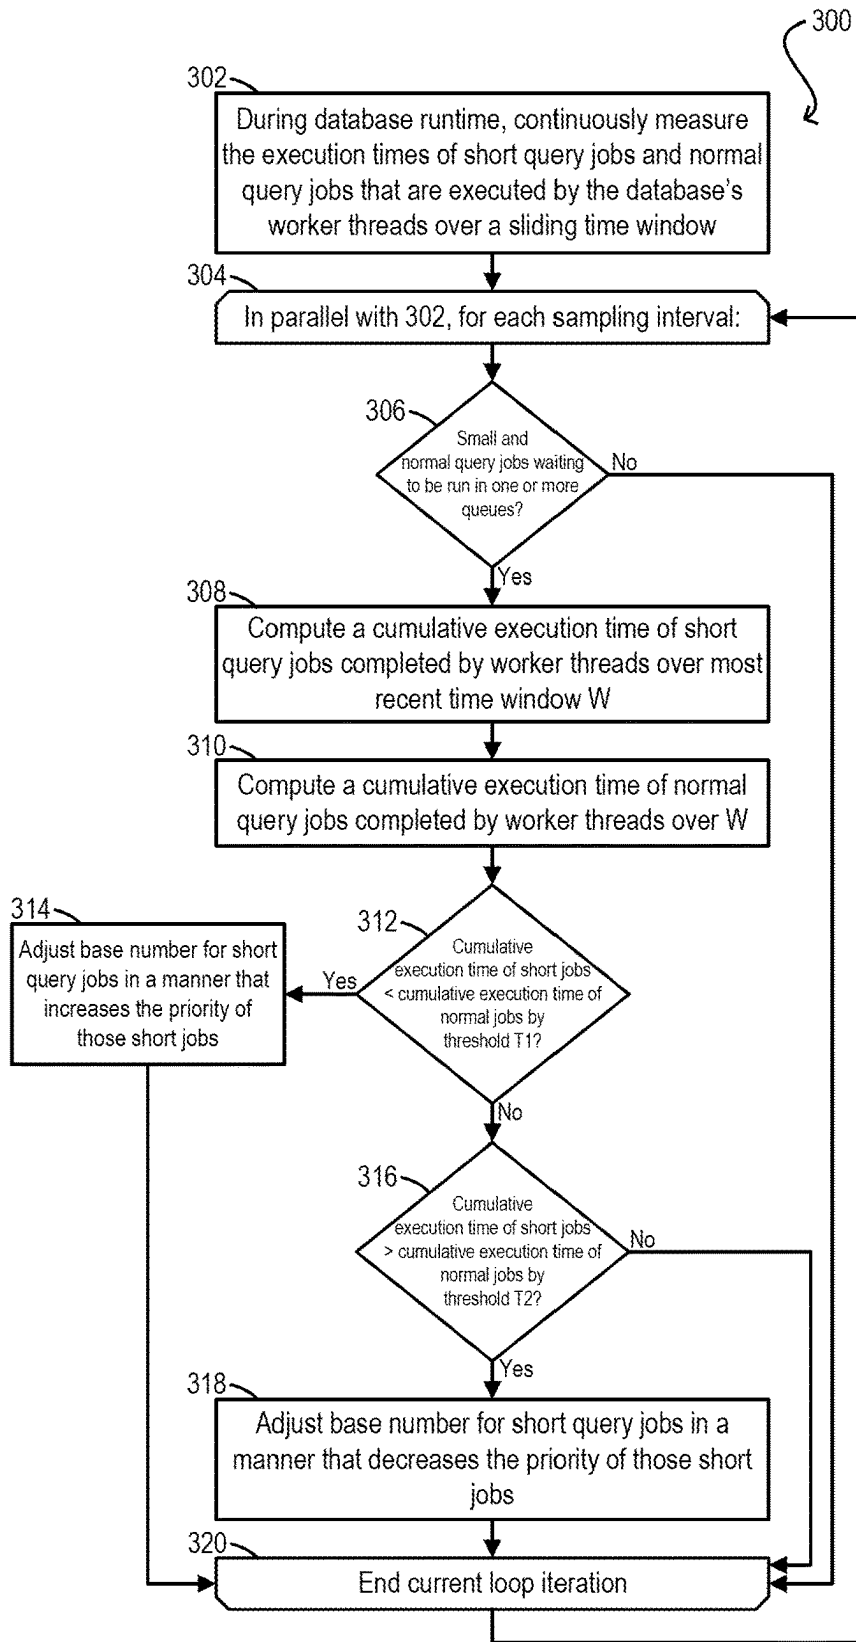 300
302
During database runtime, continuously measure
the execution times of short query jobs and normal
query jobs that are executed by the database's
worker threads over a sliding time window
304
In parallel with 302, for each sampling interval:
306
Small and
normal query jobs waiting
to be run in one or more
queues?
No
Yes
308
Compute a cumulative execution time of short
query jobs completed by worker threads over most
recent time window W
310
Compute a cumulative execution time of normal
query jobs completed by worker threads over W
312
Cumulative
execution time of short jobs
< cumulative execution time of
normal jobs by
threshold T1?
Yes
314
Adjust base number for short
query jobs in a manner that
increases the priority of
those short jobs
No
316
Cumulative
execution time of short jobs
> cumulative execution time of
normal jobs by
threshold T2?
No
Yes
318
Adjust base number for short query jobs in a
manner that decreases the priority of those short
jobs
320
End current loop iteration